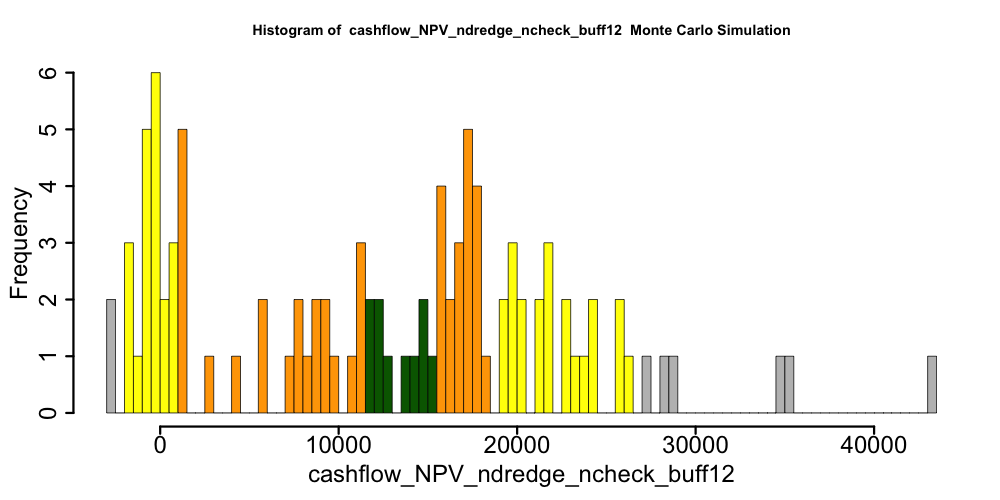 Histogram of cashflow_NPV_ndredge_ncheck_buff12 Monte Carlo Simulation
6
5
4
3
2
1
0
Frequency
0 10000 20000 30000 40000
cashflow_NPV_ndredge_ncheck_buff12